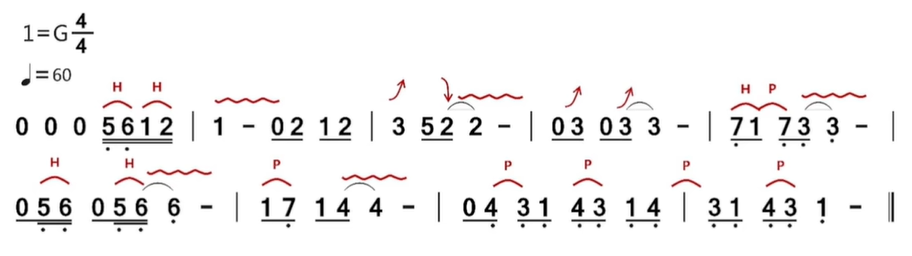 1=G 4/4
♩=60
H H H P
0 0 0 5612 | 1 – 02 12 | 3 52 2 – | 03 03 3 – | 71 73 3 – |
H H P P P P P
056 056 6 – | 17 14 4 – | 04 31 43 14 | 31 43 1 – ‖